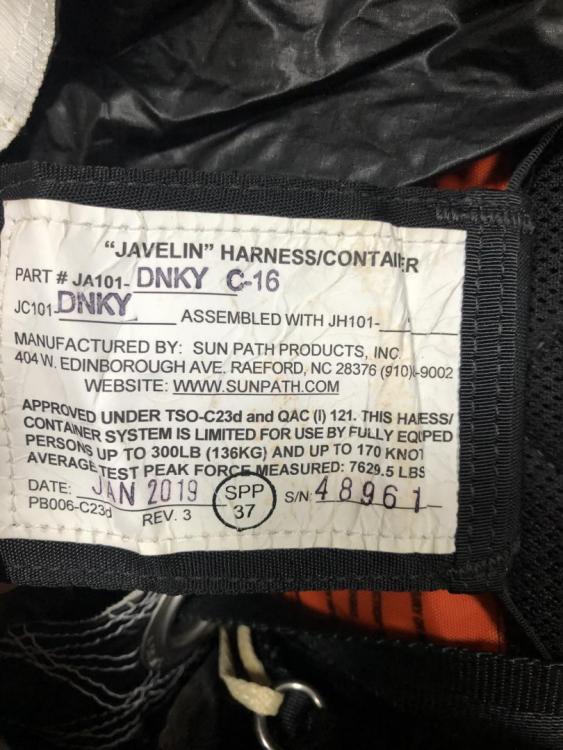 "JAVELIN" HARNESS/CONTAIER
PART # JA101- DNKY C-16
JC101- DNKY ASSEMBLED WITH JH101-
MANUFACTURED BY: SUN PATH PRODUCTS, INC.
404 W. EDINBOROUGH AVE. RAEFORD, NC 28376 (910) -9002
WEBSITE: WWW.SUNPATH.COM
APPROVED UNDER TSO-C23d and QAC (I) 121. THIS HAESS/
CONTAINER SYSTEM IS LIMITED FOR USE BY FULLY EQIPED
PERSONS UP TO 300LB (136KG) AND UP TO 170 KNOT
AVERAGE TEST PEAK FORCE MEASURED: 7629.5 LBS
DATE: JAN 2019 SPP 37 S/N: 48961
PB006-C23d REV. 3